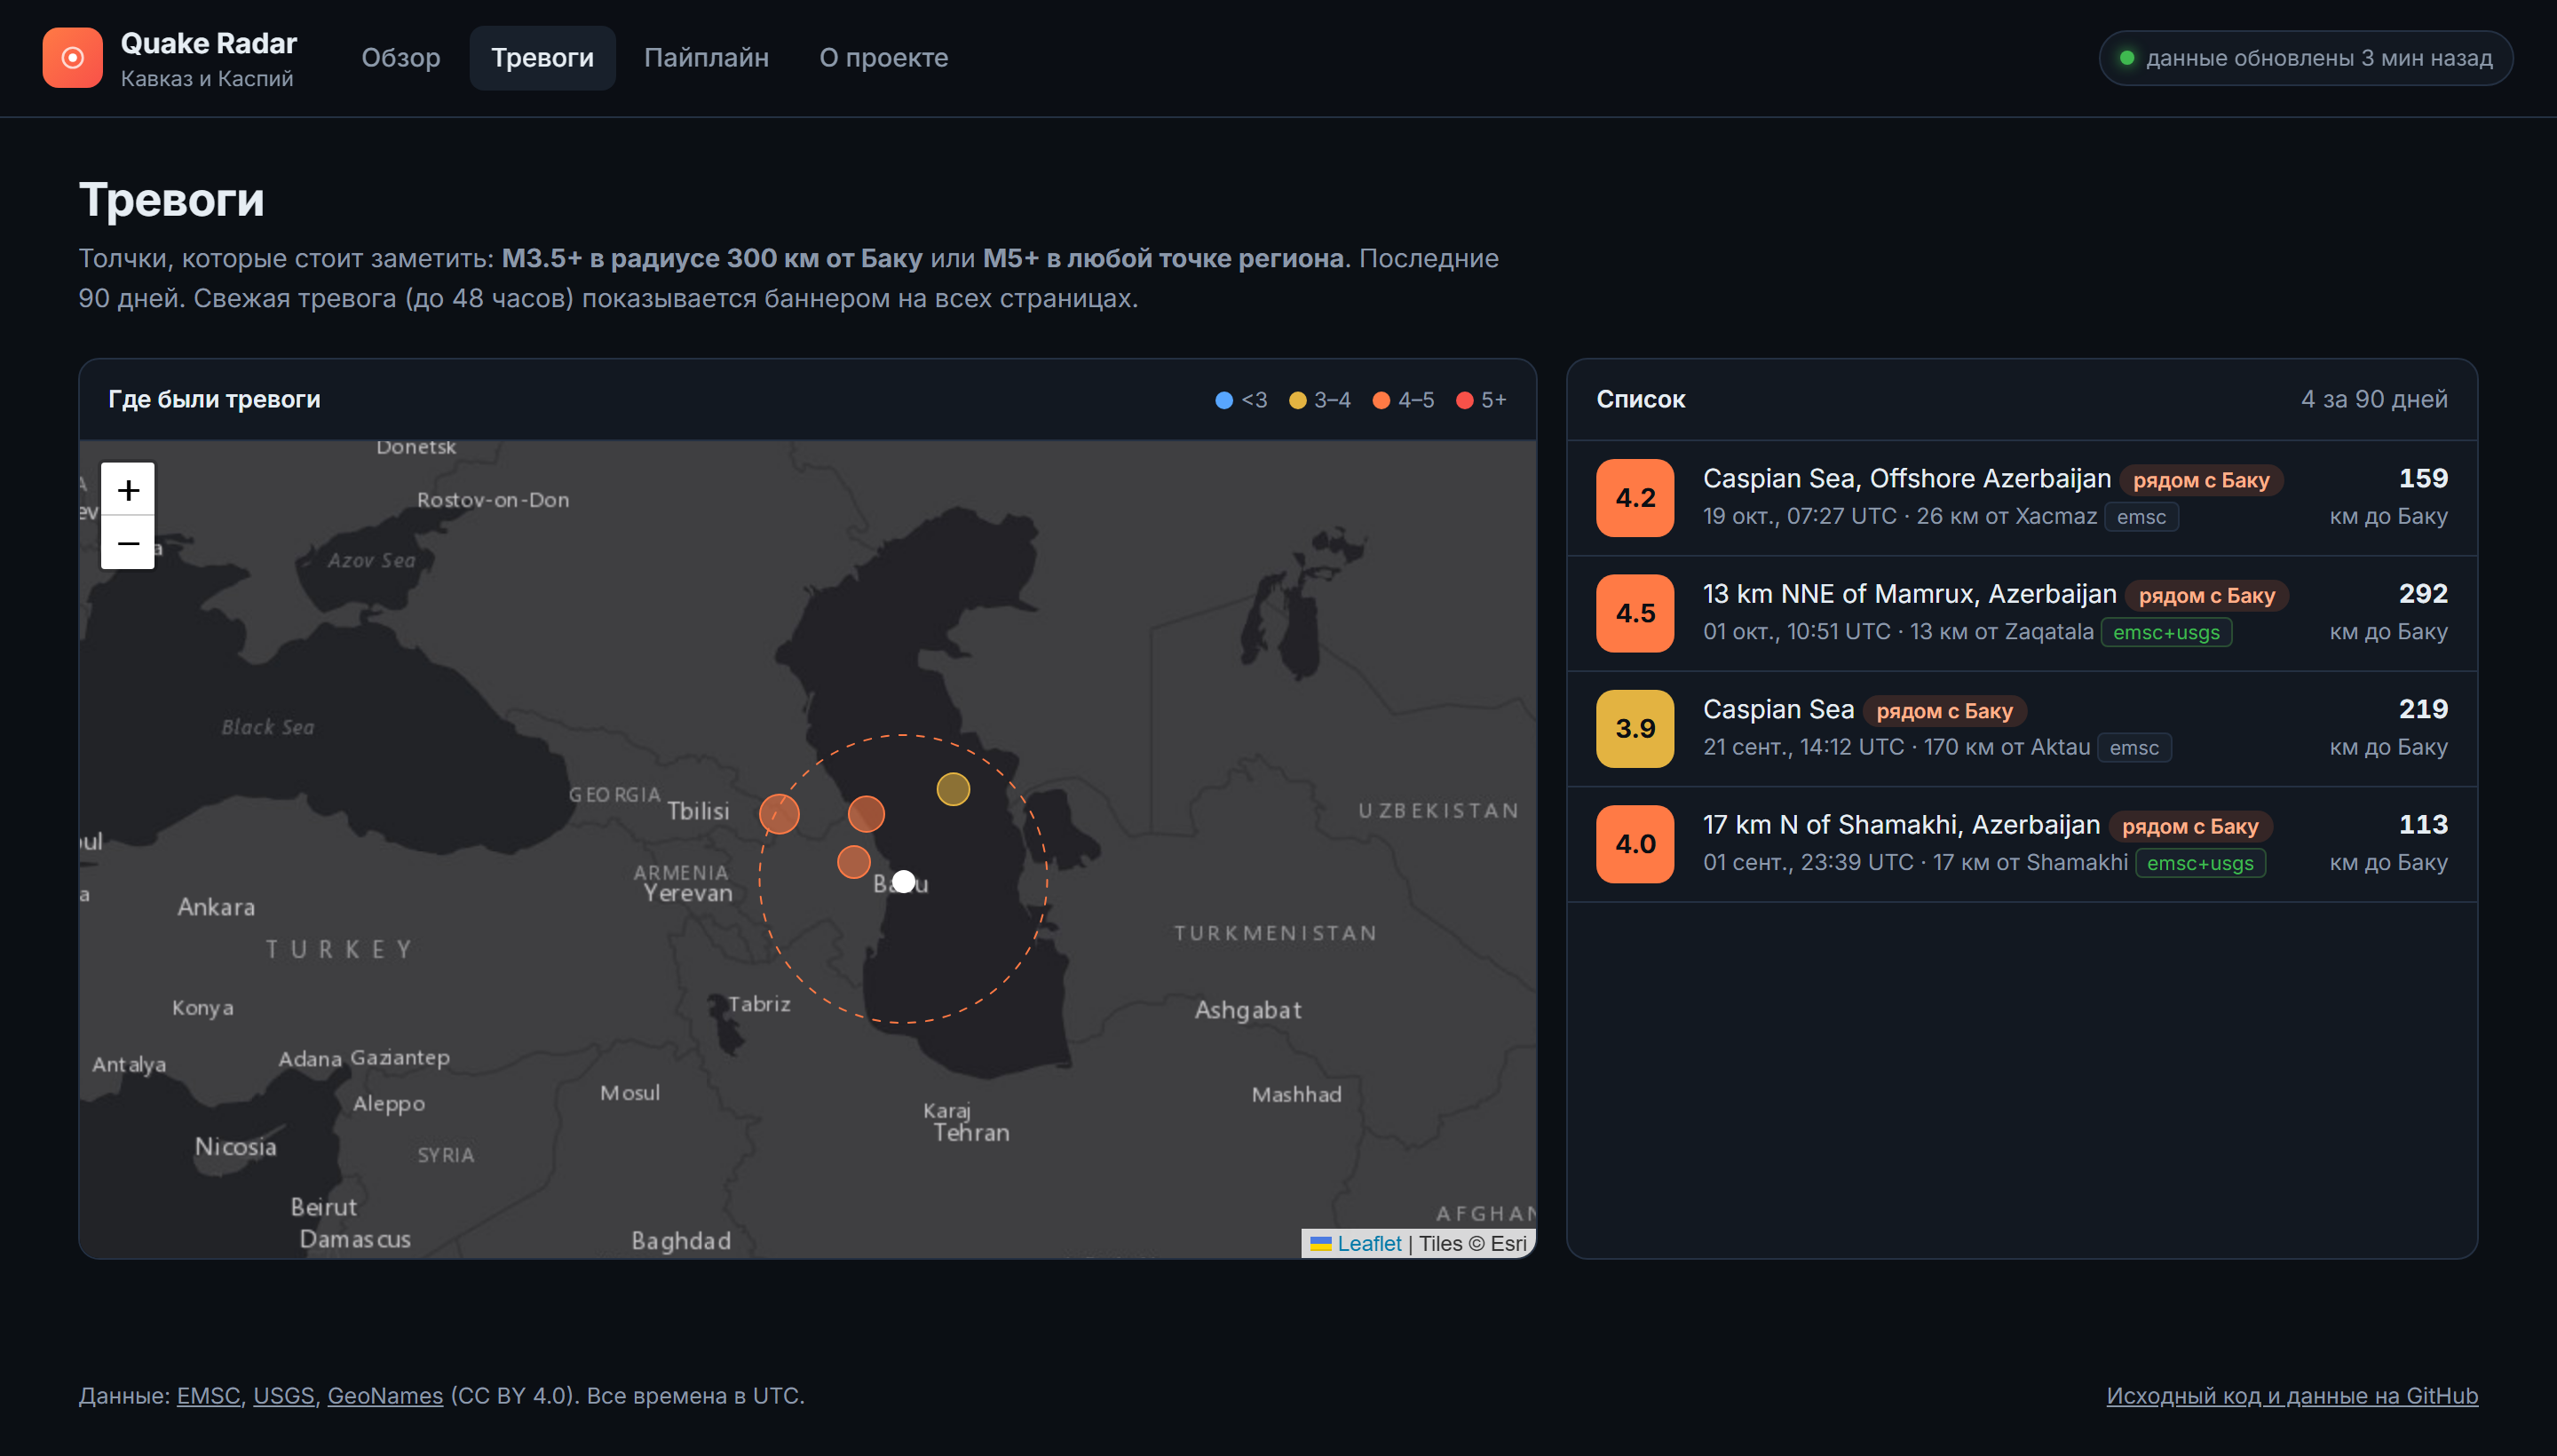 Quake Radar
Кавказ и Каспий
Обзор
Тревоги
Пайплайн
О проекте
данные обновлены 3 мин назад
Тревоги
Толчки, которые стоит заметить: M3.5+ в радиусе 300 км от Баку или M5+ в любой точке региона. Последние
90 дней. Свежая тревога (до 48 часов) показывается баннером на всех страницах.
Где были тревоги
<3
3–4
4–5
5+
+
−
Donetsk
Rostov-on-Don
Azov Sea
Black Sea
GEORGIA
Tbilisi
ARMENIA
Yerevan
UZBEKISTAN
Ankara
TURKEY
TURKMENISTAN
Konya
Tabriz
Ashgabat
Antalya
Adana
Gaziantep
Mosul
Mashhad
Aleppo
Karaj
Tehran
Nicosia
SYRIA
Beirut
Damascus
Baghdad
Leaflet | Tiles © Esri
Список
4 за 90 дней
4.2
Caspian Sea, Offshore Azerbaijan рядом с Баку
159
19 окт., 07:27 UTC · 26 км от Xacmaz emsc
км до Баку
4.5
13 km NNE of Mamrux, Azerbaijan рядом с Баку
292
01 окт., 10:51 UTC · 13 км от Zaqatala emsc+usgs
км до Баку
3.9
Caspian Sea рядом с Баку
219
21 сент., 14:12 UTC · 170 км от Aktau emsc
км до Баку
4.0
17 km N of Shamakhi, Azerbaijan рядом с Баку
113
01 сент., 23:39 UTC · 17 км от Shamakhi emsc+usgs
км до Баку
Данные: EMSC, USGS, GeoNames (CC BY 4.0). Все времена в UTC.
Исходный код и данные на GitHub